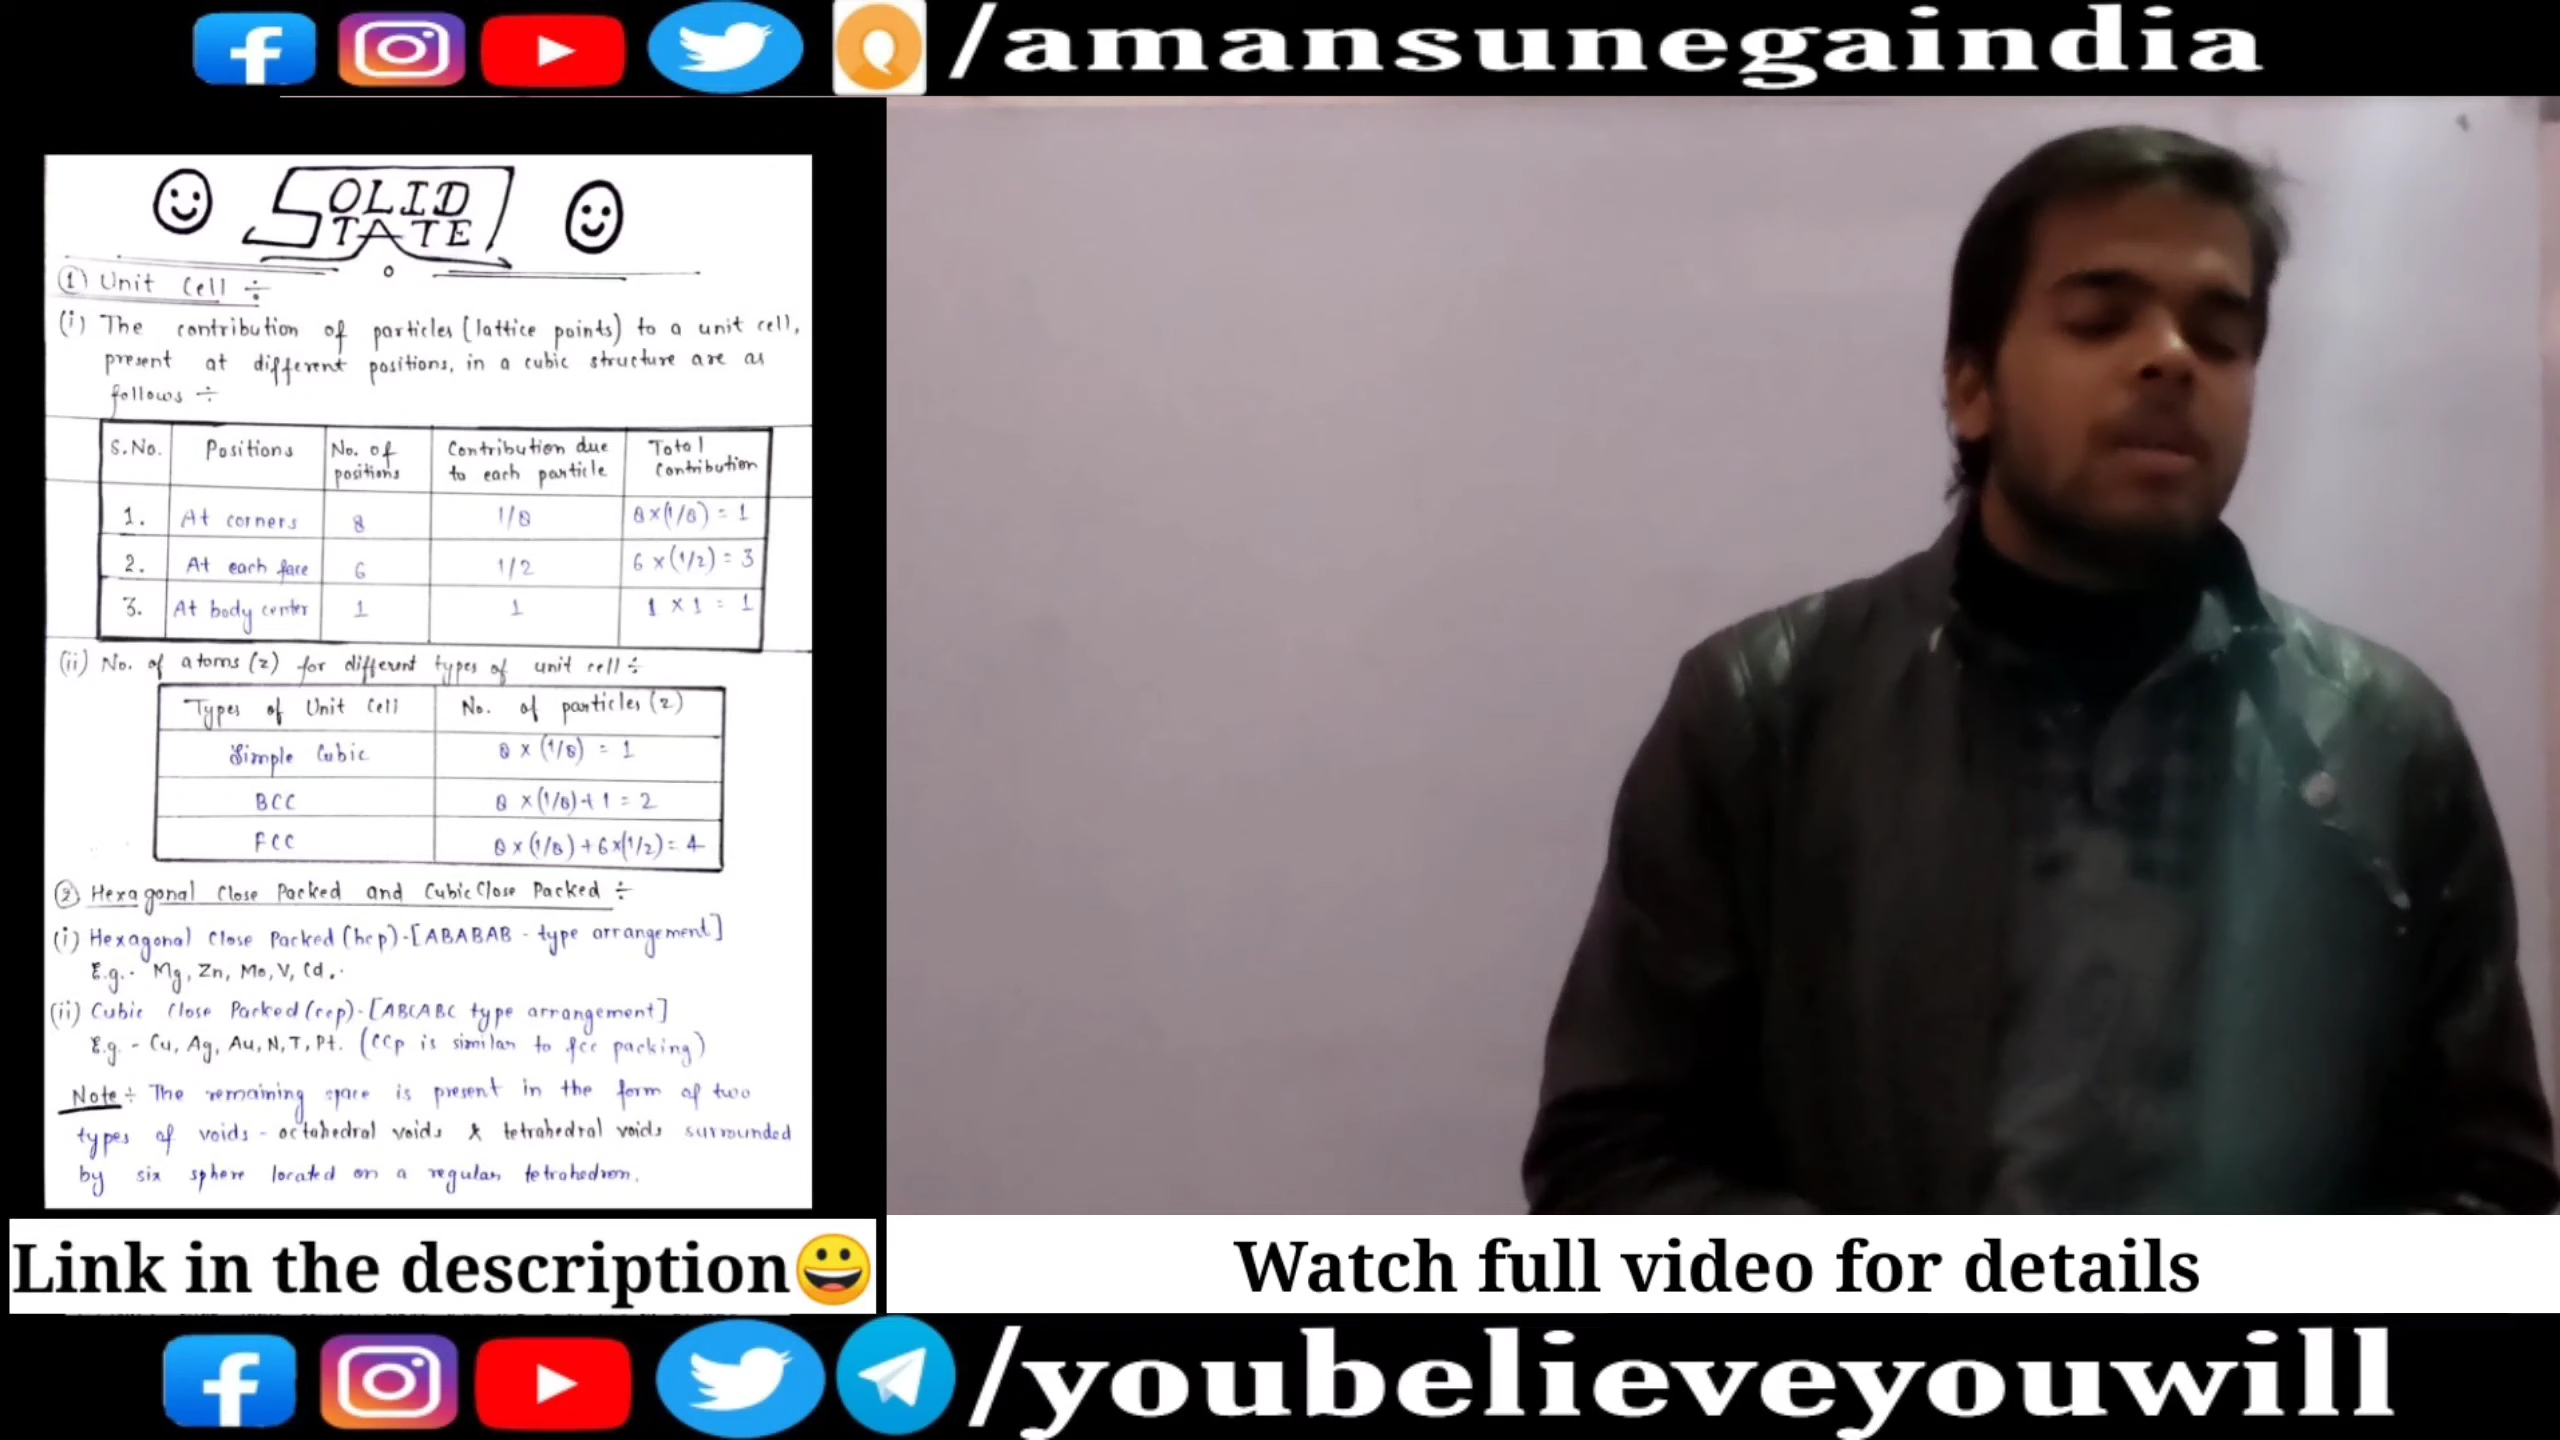 /amansunegaindia
SOLID
STATE
① Unit Cell ÷
(i) The contribution of particles (lattice points) to a unit cell,
present at different positions, in a cubic structure are as
follows ÷
S.No. Positions No. of positions Contribution due to each particle Total Contribution
1. At corners 8 1/8 8×(1/8) = 1
2. At each face 6 1/2 6×(1/2) = 3
3. At body center 1 1 1 × 1 = 1
(ii) No. of atoms (z) for different types of unit cell ÷
Types of Unit Cell No. of particles (z)
Simple Cubic 8 × (1/8) = 1
BCC 8 ×(1/8)+1 = 2
FCC 8×(1/8)+6×(1/2)= 4
② Hexagonal Close Packed and Cubic Close Packed ÷
(i) Hexagonal Close Packed (hcp)-[ABABAB - type arrangement]
E.g.- Mg, Zn, Mo, V, Cd.
(ii) Cubic Close Packed (ccp)-[ABCABC type arrangement]
E.g. - Cu, Ag, Au, N, T, Pt. (CCp is similar to fcc packing)
Note ÷ The remaining space is present in the form of two
types of voids - octahedral voids & tetrahedral voids surrounded
by six sphere located on a regular tetrahedron.
Link in the description😀
Watch full video for details
/youbelieveyouwill